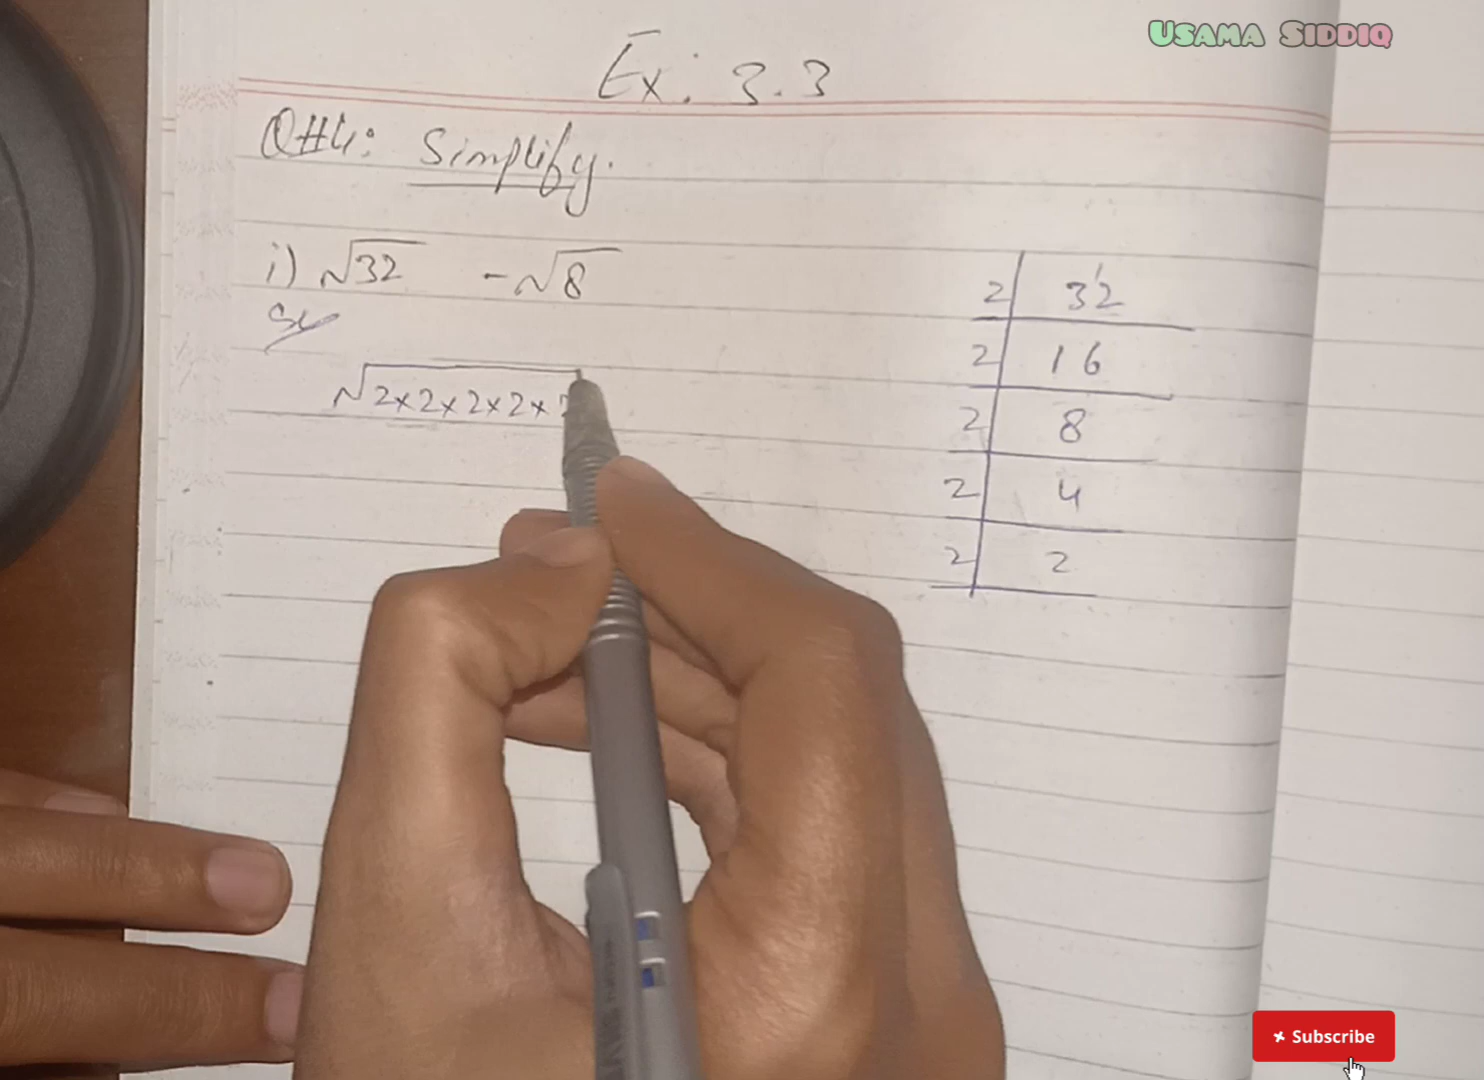 USAMA SIDDIQ
Ex: 3.3
Q#4: Simplify.
i) √32 - √8
Sol
√2×2×2×2×2
2 | 32
2 | 16
2 | 8
2 | 4
2 | 2
Subscribe